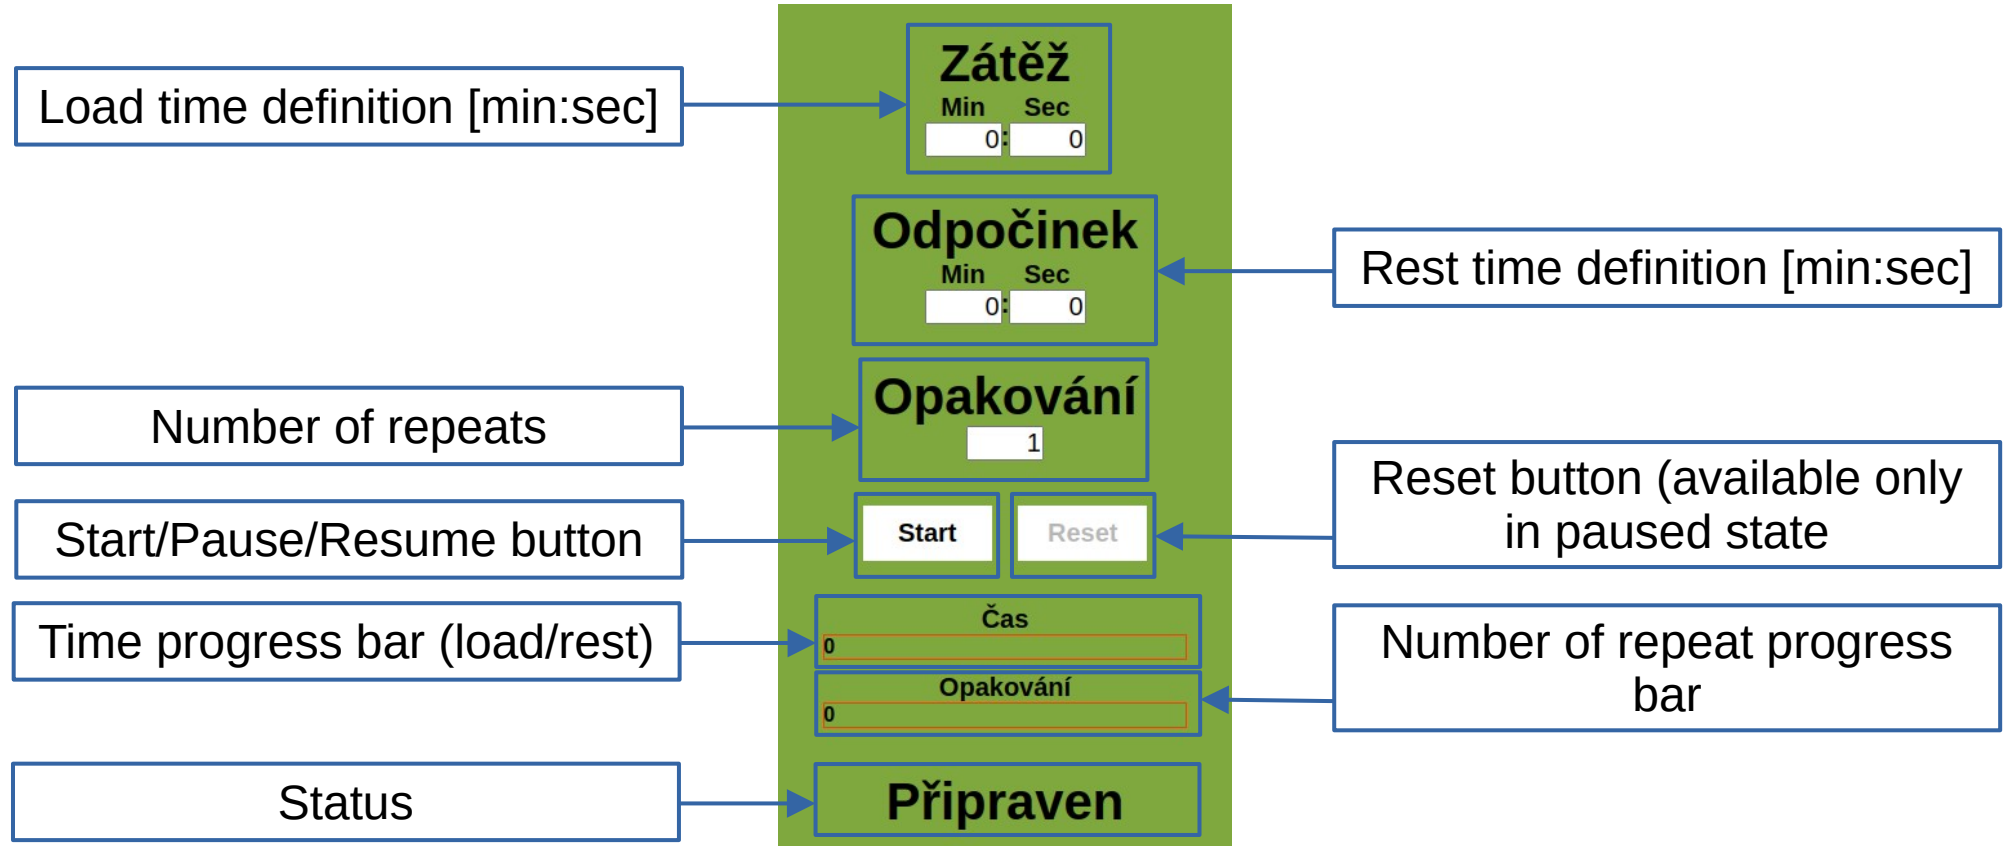 Load time definition [min:sec]
Zátěž
Min Sec
0:0
Odpočinek
Min Sec
0:0
Rest time definition [min:sec]
Number of repeats
Opakování
1
Start/Pause/Resume button
Start
Reset
Reset button (available only
in paused state
Time progress bar (load/rest)
Čas
0
Opakování
0
Number of repeat progress
bar
Status
Připraven